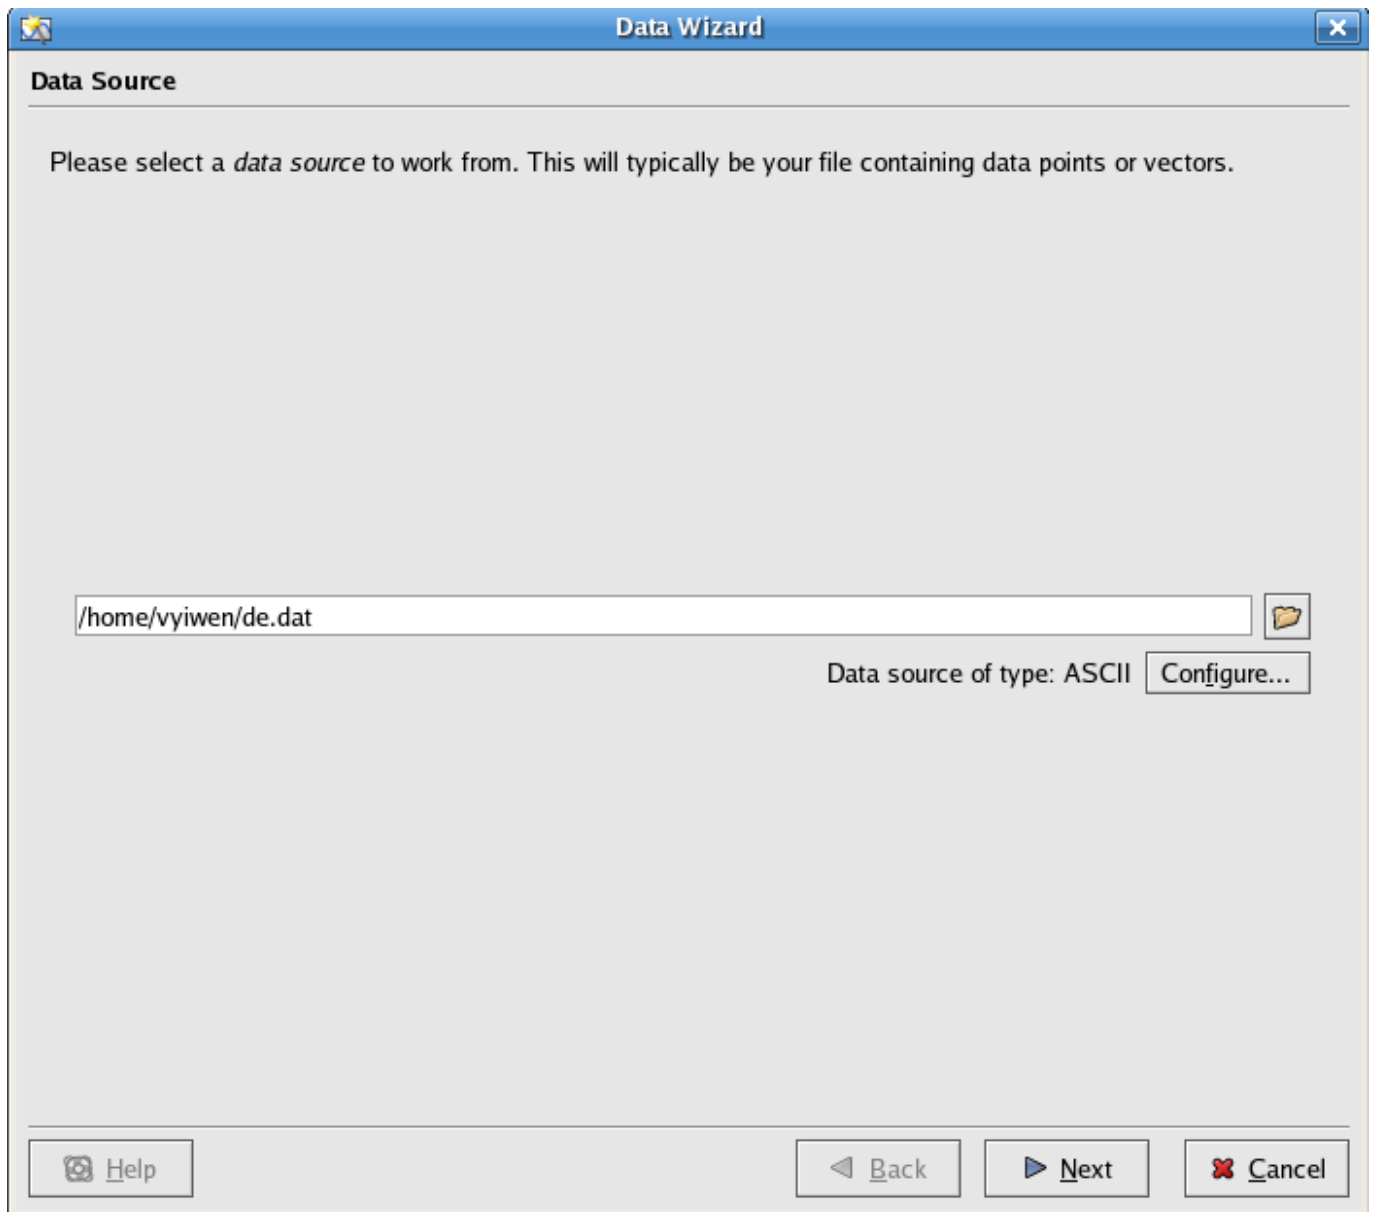 Data Wizard
Data Source
Please select a data source to work from. This will typically be your file containing data points or vectors.
/home/vyiwen/de.dat
Data source of type: ASCII Configure...
Help Back Next Cancel